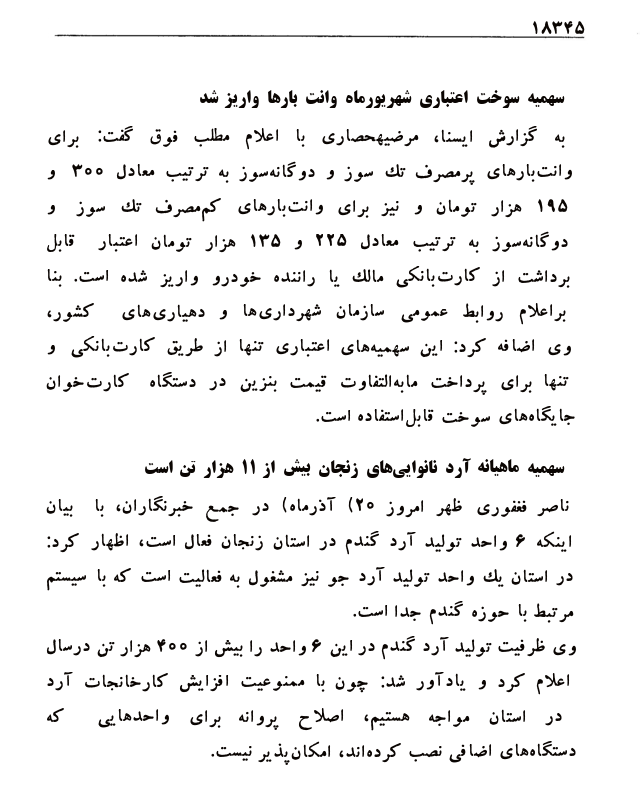 ۱۸۳۴۵
سهمیه سوخت اعتباری شهریورماه وانت بارها واریز شد
به گزارش ایسنا، مرضیهحصاری با اعلام مطلب فوق گفت: برای
وانت‌بارهای پرمصرف تك سوز و دوگانه‌سوز به ترتیب معادل ۳۰۰ و
۱۹۵ هزار تومان و نیز برای وانت‌بارهای کم‌مصرف تك سوز و
دوگانه‌سوز به ترتیب معادل ۲۲۵ و ۱۳۵ هزار تومان اعتبار قابل
برداشت از کارت‌بانکی مالك یا راننده خودرو واریز شده است. بنا
براعلام روابط عمومی سازمان شهرداری‌ها و دهیاری‌های کشور،
وی اضافه کرد: این سهمیه‌های اعتباری تنها از طریق کارت‌بانکی و
تنها برای پرداخت مابه‌التفاوت قیمت بنزین در دستگاه کارت‌خوان
جایگاه‌های سوخت قابل‌استفاده است.
سهمیه ماهیانه آرد نانوایی‌های زنجان بیش از ۱۱ هزار تن است
ناصر فغفوری ظهر امروز ۲۰) آذرماه) در جمع خبرنگاران، با بیان
اینکه ۶ واحد تولید آرد گندم در استان زنجان فعال است، اظهار کرد:
در استان یك واحد تولید آرد جو نیز مشغول به فعالیت است که با سیستم
مرتبط با حوزه گندم جدا است.
وی ظرفیت تولید آرد گندم در این ۶ واحد را بیش از ۴۰۰ هزار تن درسال
اعلام کرد و یادآور شد: چون با ممنوعیت افزایش کارخانجات آرد
در استان مواجه هستیم، اصلاح پروانه برای واحدهایی که
دستگاه‌های اضافی نصب کرده‌اند، امکان‌پذیر نیست.